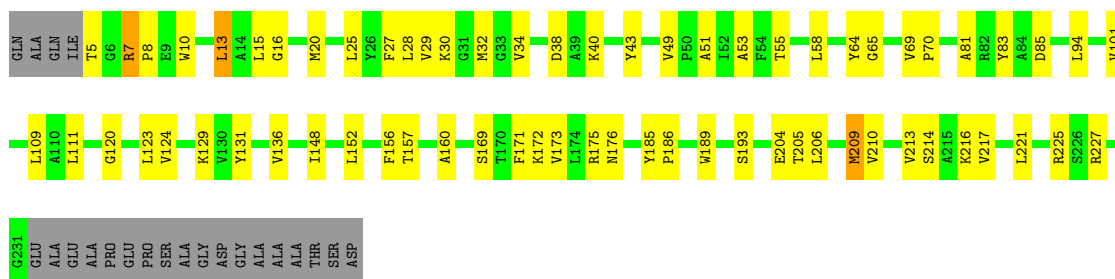 GLN ALA GLN ILE T5 G6 R7 P8 E9 W10 L13 A14 L15 G16 M20 L25 Y26 F27 L28 V29 K30 G31 M32 G33 V34 D38 A39 K40 Y43 V49 P50 A51 I52 A53 F54 T55 L58 Y64 G65 V69 P70 A81 R82 Y83 A84 D85 L94
L109 A110 L111 G120 L123 V124 K129 V130 Y131 V136 I148 L152 F156 T157 A160 S169 T170 F171 K172 V173 L174 R175 N176 Y185 P186 W189 S193 E204 T205 L206 M209 V210 V213 S214 A215 K216 V217 L221 R225 S226 R227
G231 GLU ALA GLU ALA PRO GLU PRO SER ALA GLY ASP GLY ALA ALA ALA THR SER ASP